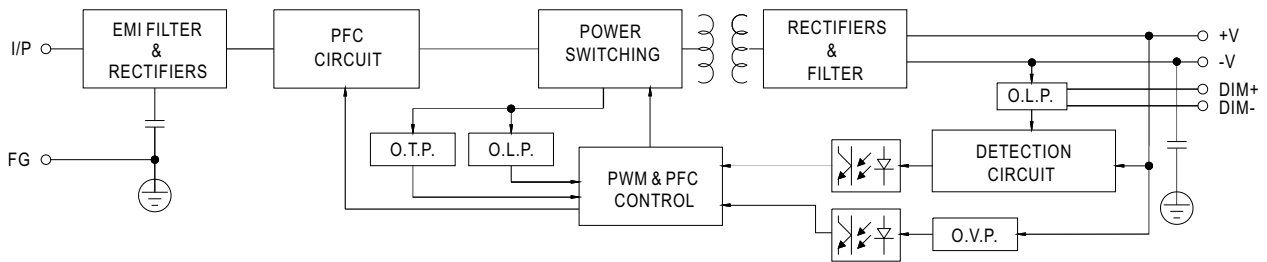 I/P
EMI FILTER
&
RECTIFIERS
PFC
CIRCUIT
POWER
SWITCHING
RECTIFIERS
&
FILTER
+V
-V
DIM+
DIM-
O.L.P.
FG
O.T.P.
O.L.P.
PWM & PFC
CONTROL
DETECTION
CIRCUIT
O.V.P.